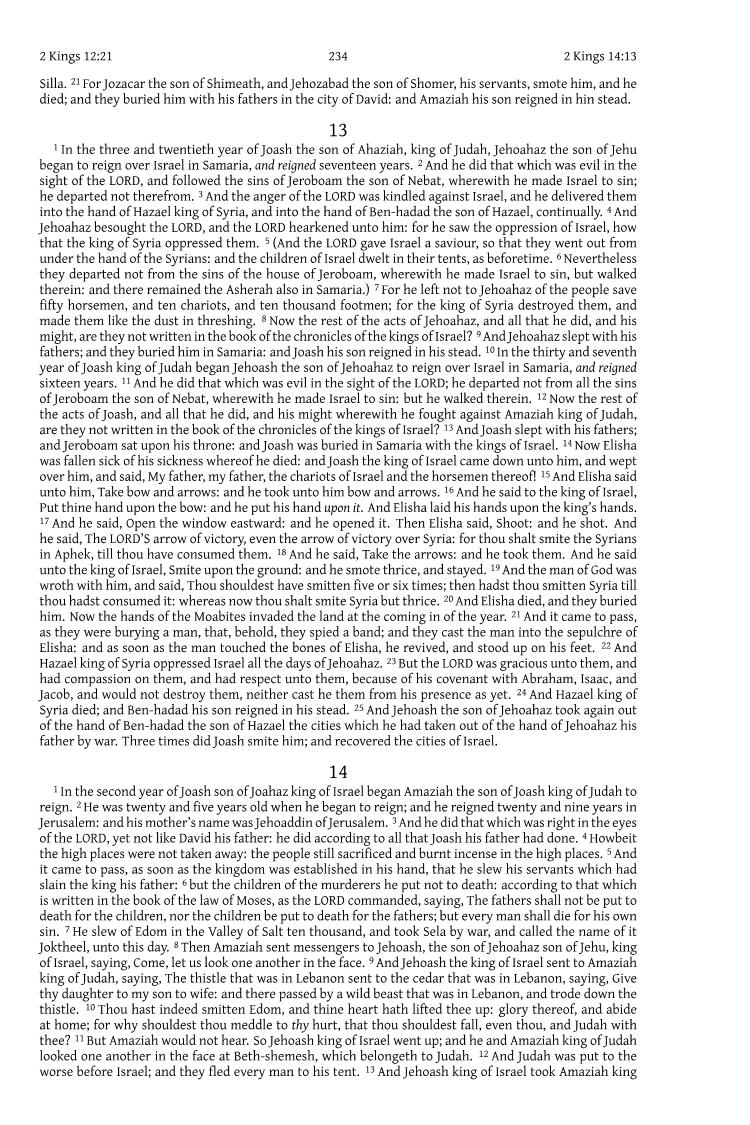 2 Kings 12:21 234 2 Kings 14:13
Silla. 21 For Jozacar the son of Shimeath, and Jehozabad the son of Shomer, his servants, smote him, and he
died; and they buried him with his fathers in the city of David: and Amaziah his son reigned in hin stead.
13
1 In the three and twentieth year of Joash the son of Ahaziah, king of Judah, Jehoahaz the son of Jehu
began to reign over Israel in Samaria, and reigned seventeen years. 2 And he did that which was evil in the
sight of the LORD, and followed the sins of Jeroboam the son of Nebat, wherewith he made Israel to sin;
he departed not therefrom. 3 And the anger of the LORD was kindled against Israel, and he delivered them
into the hand of Hazael king of Syria, and into the hand of Ben-hadad the son of Hazael, continually. 4 And
Jehoahaz besought the LORD, and the LORD hearkened unto him: for he saw the oppression of Israel, how
that the king of Syria oppressed them. 5 (And the LORD gave Israel a saviour, so that they went out from
under the hand of the Syrians: and the children of Israel dwelt in their tents, as beforetime. 6 Nevertheless
they departed not from the sins of the house of Jeroboam, wherewith he made Israel to sin, but walked
therein: and there remained the Asherah also in Samaria.) 7 For he left not to Jehoahaz of the people save
fifty horsemen, and ten chariots, and ten thousand footmen; for the king of Syria destroyed them, and
made them like the dust in threshing. 8 Now the rest of the acts of Jehoahaz, and all that he did, and his
might, are they not written in the book of the chronicles of the kings of Israel? 9 And Jehoahaz slept with his
fathers; and they buried him in Samaria: and Joash his son reigned in his stead. 10 In the thirty and seventh
year of Joash king of Judah began Jehoash the son of Jehoahaz to reign over Israel in Samaria, and reigned
sixteen years. 11 And he did that which was evil in the sight of the LORD; he departed not from all the sins
of Jeroboam the son of Nebat, wherewith he made Israel to sin: but he walked therein. 12 Now the rest of
the acts of Joash, and all that he did, and his might wherewith he fought against Amaziah king of Judah,
are they not written in the book of the chronicles of the kings of Israel? 13 And Joash slept with his fathers;
and Jeroboam sat upon his throne: and Joash was buried in Samaria with the kings of Israel. 14 Now Elisha
was fallen sick of his sickness whereof he died: and Joash the king of Israel came down unto him, and wept
over him, and said, My father, my father, the chariots of Israel and the horsemen thereof! 15 And Elisha said
unto him, Take bow and arrows: and he took unto him bow and arrows. 16 And he said to the king of Israel,
Put thine hand upon the bow: and he put his hand upon it. And Elisha laid his hands upon the king's hands.
17 And he said, Open the window eastward: and he opened it. Then Elisha said, Shoot: and he shot. And
he said, The LORD'S arrow of victory, even the arrow of victory over Syria: for thou shalt smite the Syrians
in Aphek, till thou have consumed them. 18 And he said, Take the arrows: and he took them. And he said
unto the king of Israel, Smite upon the ground: and he smote thrice, and stayed. 19 And the man of God was
wroth with him, and said, Thou shouldest have smitten five or six times; then hadst thou smitten Syria till
thou hadst consumed it: whereas now thou shalt smite Syria but thrice. 20 And Elisha died, and they buried
him. Now the hands of the Moabites invaded the land at the coming in of the year. 21 And it came to pass,
as they were burying a man, that, behold, they spied a band; and they cast the man into the sepulchre of
Elisha: and as soon as the man touched the bones of Elisha, he revived, and stood up on his feet. 22 And
Hazael king of Syria oppressed Israel all the days of Jehoahaz. 23 But the LORD was gracious unto them, and
had compassion on them, and had respect unto them, because of his covenant with Abraham, Isaac, and
Jacob, and would not destroy them, neither cast he them from his presence as yet. 24 And Hazael king of
Syria died; and Ben-hadad his son reigned in his stead. 25 And Jehoash the son of Jehoahaz took again out
of the hand of Ben-hadad the son of Hazael the cities which he had taken out of the hand of Jehoahaz his
father by war. Three times did Joash smite him; and recovered the cities of Israel.
14
1 In the second year of Joash son of Joahaz king of Israel began Amaziah the son of Joash king of Judah to
reign. 2 He was twenty and five years old when he began to reign; and he reigned twenty and nine years in
Jerusalem: and his mother's name was Jehoaddin of Jerusalem. 3 And he did that which was right in the eyes
of the LORD, yet not like David his father: he did according to all that Joash his father had done. 4 Howbeit
the high places were not taken away: the people still sacrificed and burnt incense in the high places. 5 And
it came to pass, as soon as the kingdom was established in his hand, that he slew his servants which had
slain the king his father: 6 but the children of the murderers he put not to death: according to that which
is written in the book of the law of Moses, as the LORD commanded, saying, The fathers shall not be put to
death for the children, nor the children be put to death for the fathers; but every man shall die for his own
sin. 7 He slew of Edom in the Valley of Salt ten thousand, and took Sela by war, and called the name of it
Joktheel, unto this day. 8 Then Amaziah sent messengers to Jehoash, the son of Jehoahaz son of Jehu, king
of Israel, saying, Come, let us look one another in the face. 9 And Jehoash the king of Israel sent to Amaziah
king of Judah, saying, The thistle that was in Lebanon sent to the cedar that was in Lebanon, saying, Give
thy daughter to my son to wife: and there passed by a wild beast that was in Lebanon, and trode down the
thistle. 10 Thou hast indeed smitten Edom, and thine heart hath lifted thee up: glory thereof, and abide
at home; for why shouldest thou meddle to thy hurt, that thou shouldest fall, even thou, and Judah with
thee? 11 But Amaziah would not hear. So Jehoash king of Israel went up; and he and Amaziah king of Judah
looked one another in the face at Beth-shemesh, which belongeth to Judah. 12 And Judah was put to the
worse before Israel; and they fled every man to his tent. 13 And Jehoash king of Israel took Amaziah king